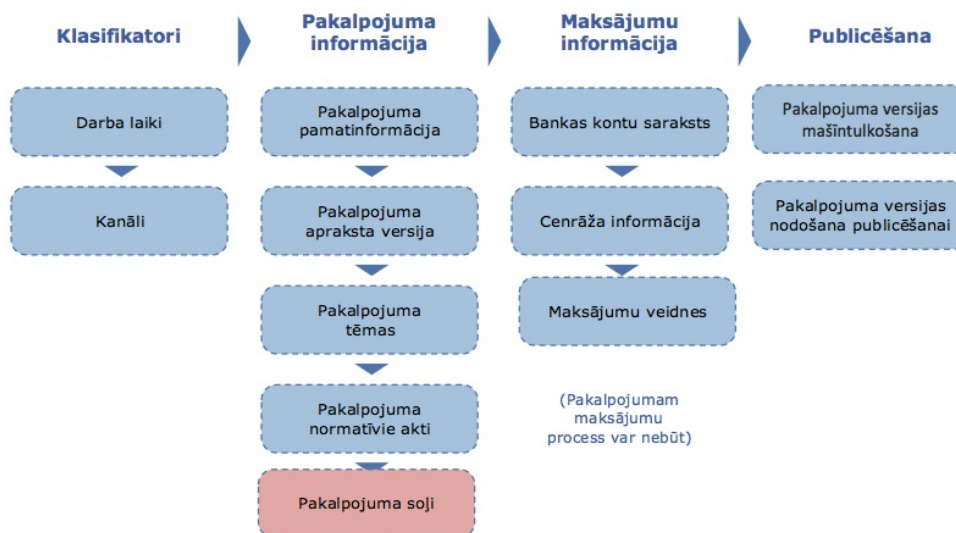 Klasifikatori
Pakalpojuma
informācija
Maksājumu
informācija
Publicēšana
Darba laiki
Kanāli
Pakalpojuma
pamatinformācija
Pakalpojuma
apraksta versija
Pakalpojuma
tēmas
Pakalpojuma
normatīvie akti
Pakalpojuma soļi
Bankas kontu saraksts
Cenrāža informācija
Maksājumu veidnes
(Pakalpojumam
maksājumu
process var nebūt)
Pakalpojuma versijas
mašīntulkošana
Pakalpojuma versijas
nodošana publicēšanai